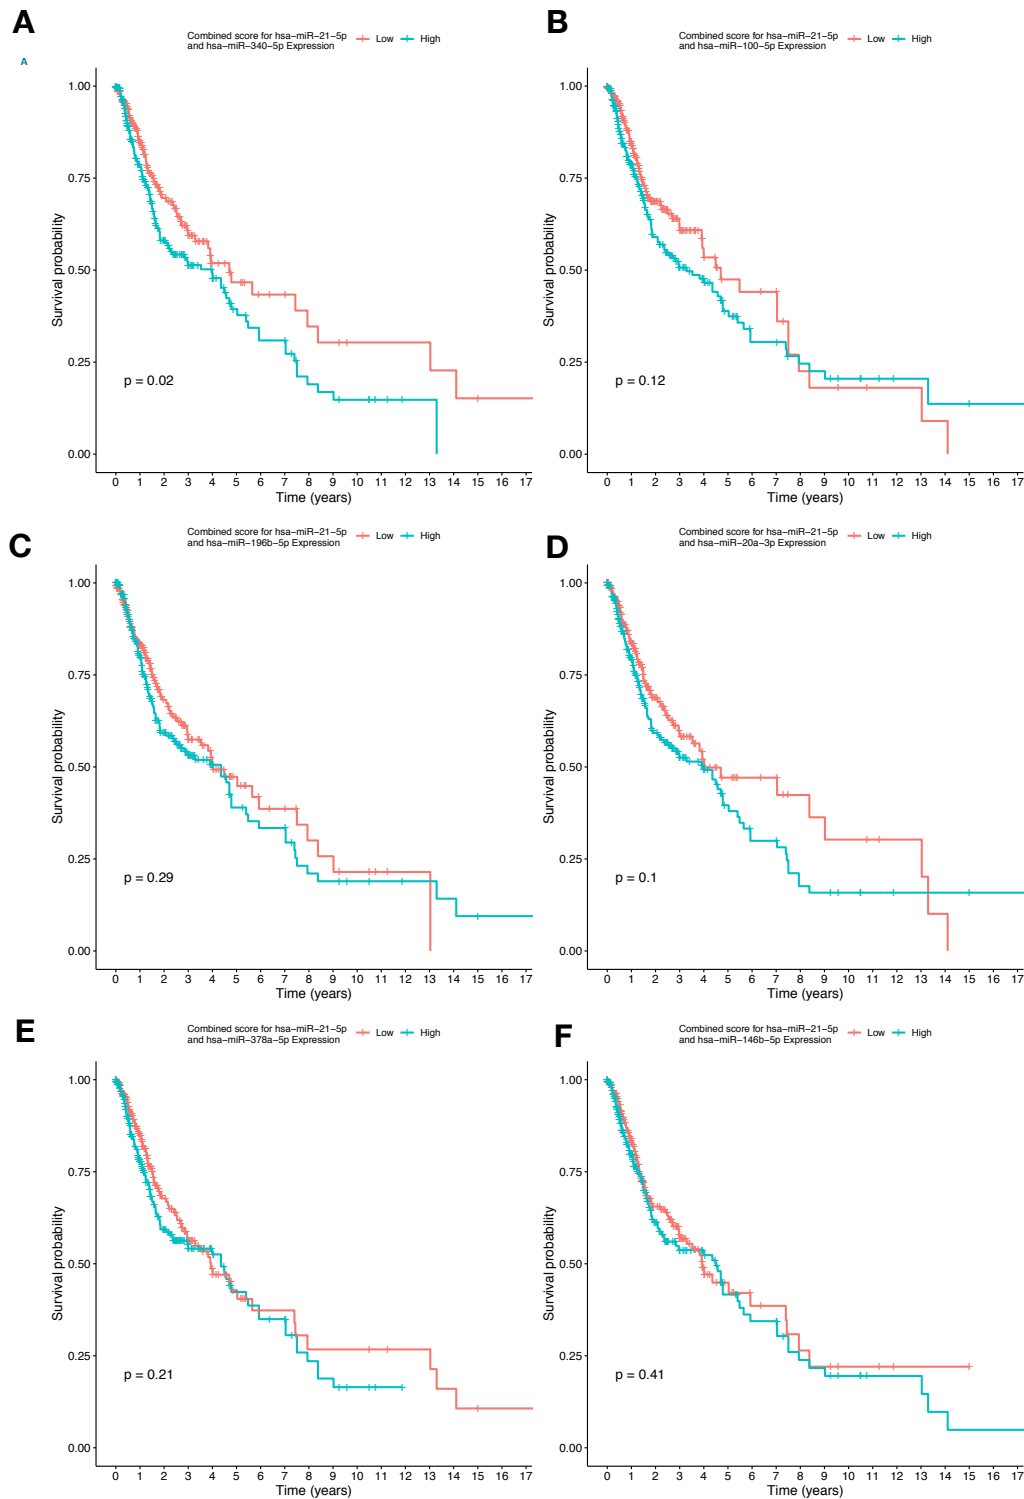 A
Combined score for hsa−miR−21−5p
and hsa−miR−340−5p Expression
Low High
A
1.00
0.75
0.50
0.25
0.00
Survival probability
p = 0.02
0 1 2 3 4 5 6 7 8 9 10 11 12 13 14 15 17
Time (years)
B
Combined score for hsa−miR−21−5p
and hsa−miR−100−5p Expression
Low High
1.00
0.75
0.50
0.25
0.00
Survival probability
p = 0.12
0 1 2 3 4 5 6 7 8 9 10 11 12 13 14 15 16 17
Time (years)
C
Combined score for hsa−miR−21−5p
and hsa−miR−196b−5p Expression
Low High
1.00
0.75
0.50
0.25
0.00
Survival probability
p = 0.29
0 1 2 3 4 5 6 7 8 9 10 11 12 13 14 15 16 17
Time (years)
D
Combined score for hsa−miR−21−5p
and hsa−miR−20a−3p Expression
Low High
1.00
0.75
0.50
0.25
0.00
Survival probability
p = 0.1
0 1 2 3 4 5 6 7 8 9 10 11 12 13 14 15 16 17
Time (years)
E
Combined score for hsa−miR−21−5p
and hsa−miR−378a−5p Expression
Low High
1.00
0.75
0.50
0.25
0.00
Survival probability
p = 0.21
0 1 2 3 4 5 6 7 8 9 10 11 12 13 14 15 16 17
Time (years)
F
Combined score for hsa−miR−21−5p
and hsa−miR−146b−5p Expression
Low High
1.00
0.75
0.50
0.25
0.00
Survival probability
p = 0.41
0 1 2 3 4 5 6 7 8 9 10 11 12 13 14 15 16 17
Time (years)